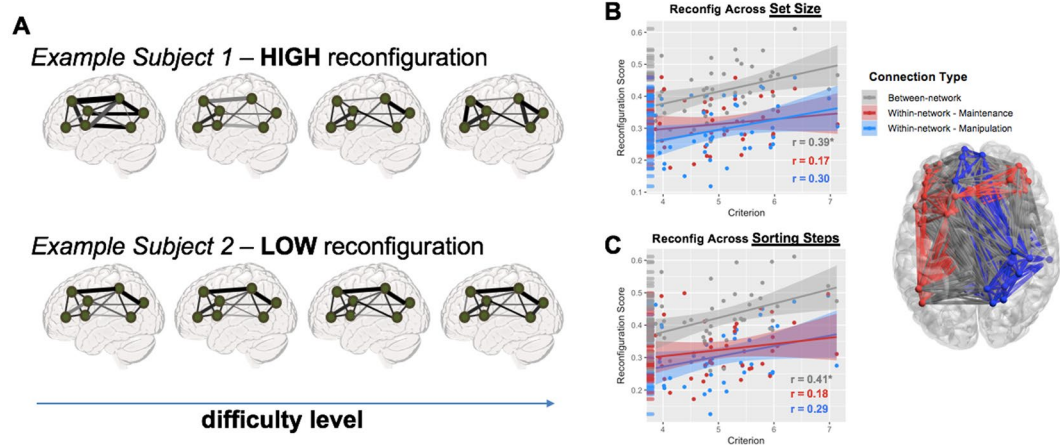 A
Example Subject 1 – HIGH reconfiguration
Example Subject 2 – LOW reconfiguration
difficulty level
B
Reconfig Across Set Size
0.6
0.5
0.4
0.3
0.2
0.1
Reconfiguration Score
r = 0.39*
r = 0.17
r = 0.30
4
5
6
7
Criterion
C
Reconfig Across Sorting Steps
0.6
0.5
0.4
0.3
0.2
Reconfiguration Score
r = 0.41*
r = 0.18
r = 0.29
4
5
6
7
Criterion
Connection Type
Between-network
Within-network - Maintenance
Within-network - Manipulation